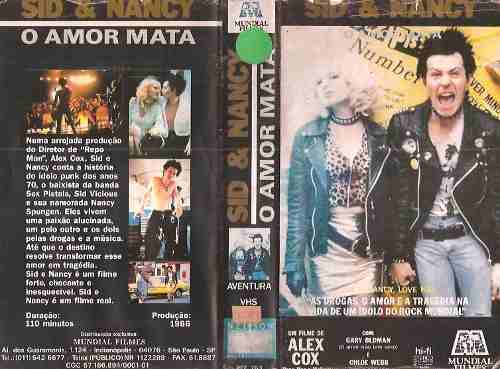 SID & NANCY
O AMOR MATA
Numa arrojada produção
do Diretor de "Repo
Man", Alex Cox. Sid e
Nancy conta a história
do ídolo punk dos anos
70, o baixista da banda
Sex Pistols, Sid Vicious
e sua namorada Nancy
Spungen. Eles vivem
uma paixão alucinada,
um pelo outro e os dois
pelas drogas e a música.
Até que o destino
resolve transformar esse
amor em tragédia.
Sid e Nancy é um filme
forte, chocante e
inesquecível. Sid e
Nancy é um filme real.
Duração:
110 minutos
Produção:
1986
Distribuidora exclusiva
MUNDIAL FILMES
MUNDIAL
FILMES
SID & NANCY
O AMOR MATA
AVENTURA
VHS
SID & NANCY
Number
NANCY, LOVE
"AS DROGAS, O AMOR E A TRAGÉDIA NA
VIDA DE UM ÍDOLO DO ROCK MUNDIAL"
UM FILME DE
ALEX
COX
COM
GARY OLDMAN
E
CHLOE WEBB
hi-fi
MUNDIAL
FILMES